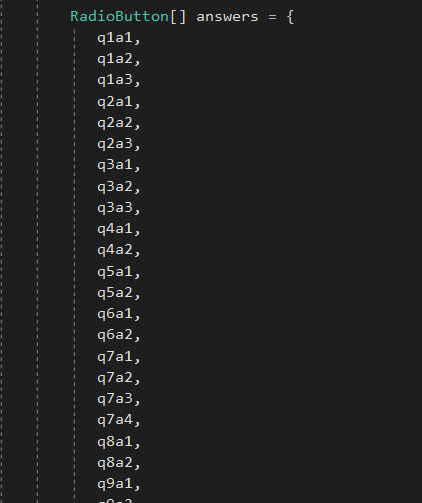 RadioButton[] answers = {
q1a1,
q1a2,
q1a3,
q2a1,
q2a2,
q2a3,
q3a1,
q3a2,
q3a3,
q4a1,
q4a2,
q5a1,
q5a2,
q6a1,
q6a2,
q7a1,
q7a2,
q7a3,
q7a4,
q8a1,
q8a2,
q9a1,